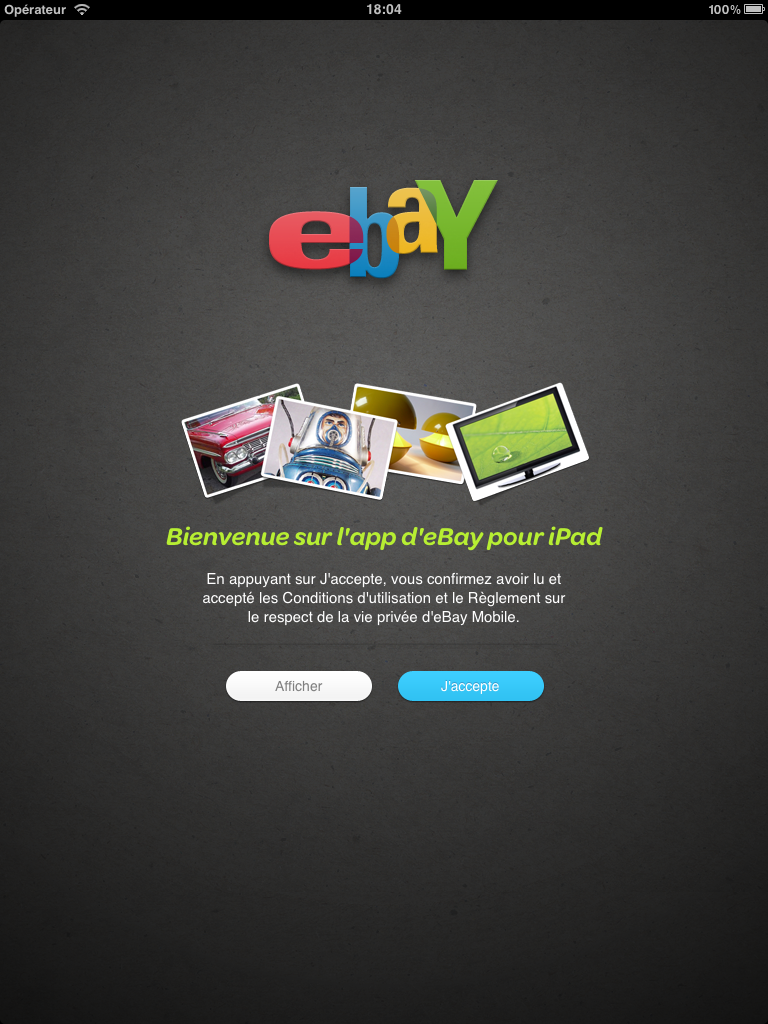 Opérateur 18:04 100%
ebaY
Bienvenue sur l'app d'eBay pour iPad
En appuyant sur J'accepte, vous confirmez avoir lu et
accepté les Conditions d'utilisation et le Règlement sur
le respect de la vie privée d'eBay Mobile.
Afficher J'accepte